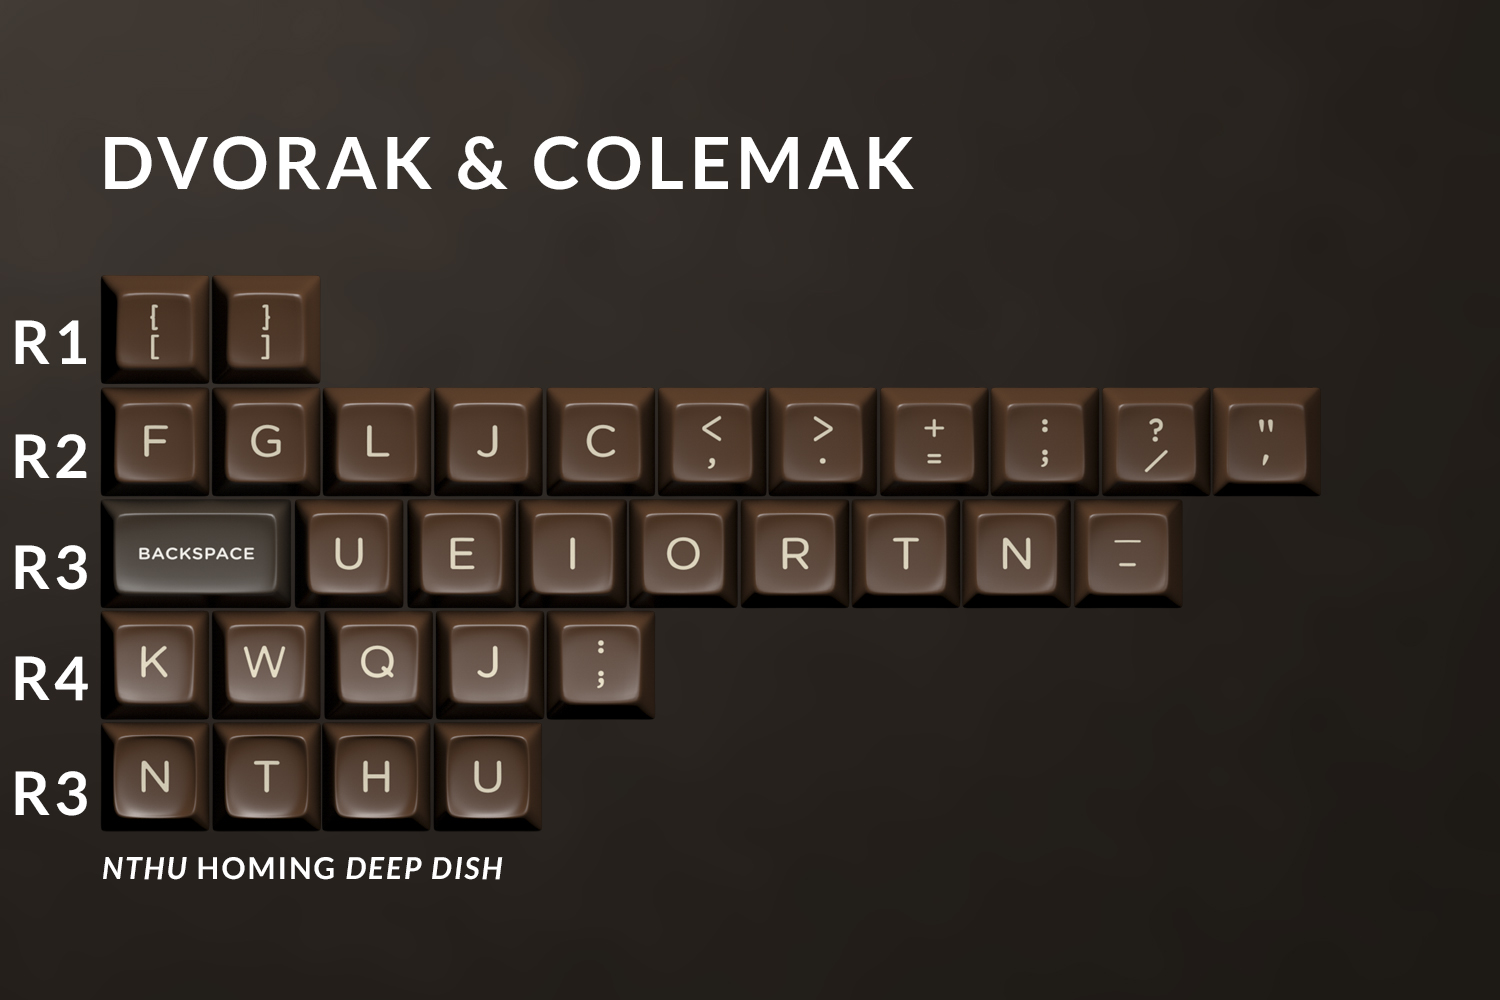 DVORAK & COLEMAK
R1 { [ } ]
R2 F G L J C < , > . + = : ; ? / " '
R3 BACKSPACE U E I O R T N — –
R4 K W Q J : ;
R3 N T H U
NTHU HOMING DEEP DISH